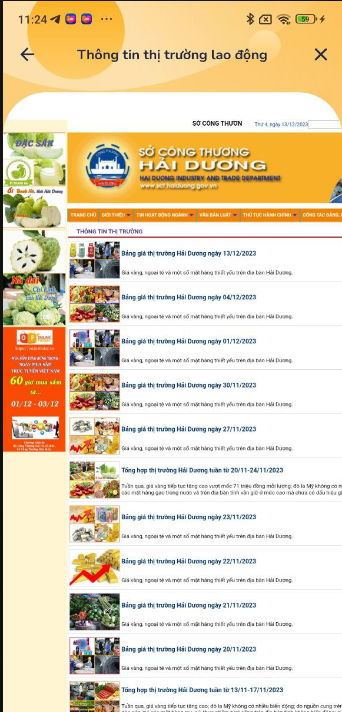 11:24
59
Thông tin thị trường lao động
SỞ CÔNG THƯƠN
Thứ 4, ngày 13/12/2023
ĐẶC SẢN
SỞ CÔNG THƯƠNG
HẢI DƯƠNG
HAI DUONG INDUSTRY AND TRADE DEPARTMENT
www.sct.haiduong.gov.vn
TRANG CHỦ GIỚI THIỆU TIN HOẠT ĐỘNG NGÀNH VĂN BẢN LUẬT THỦ TỤC HÀNH CHÍNH CÔNG TÁC ĐẢNG,
THÔNG TIN THỊ TRƯỜNG
Bảng giá thị trường Hải Dương ngày 13/12/2023
Giá vàng, ngoại tệ và một số mặt hàng thiết yếu trên địa bàn Hải Dương.
Bảng giá thị trường Hải Dương ngày 04/12/2023
Giá vàng, ngoại tệ và một số mặt hàng thiết yếu trên địa bàn Hải Dương.
Bảng giá thị trường Hải Dương ngày 01/12/2023
Giá vàng, ngoại tệ và một số mặt hàng thiết yếu trên địa bàn Hải Dương.
60 giờ mua sắm
01/12 - 03/12
Bảng giá thị trường Hải Dương ngày 30/11/2023
Giá vàng, ngoại tệ và một số mặt hàng thiết yếu trên địa bàn Hải Dương.
Bảng giá thị trường Hải Dương ngày 27/11/2023
Giá vàng, ngoại tệ và một số mặt hàng thiết yếu trên địa bàn Hải Dương.
Tổng hợp thị trường Hải Dương tuần từ 20/11-24/11/2023
Tuần qua, giá vàng tiếp tục tăng cao vượt mốc 71 triệu đồng mỗi lượng; đô la Mỹ không có n
các mặt hàng gạo trong nước và trên địa bàn tỉnh vẫn giữ ở mức cao mà chưa có dấu hiệu gi
Bảng giá thị trường Hải Dương ngày 23/11/2023
Giá vàng, ngoại tệ và một số mặt hàng thiết yếu trên địa bàn Hải Dương.
Bảng giá thị trường Hải Dương ngày 22/11/2023
Giá vàng, ngoại tệ và một số mặt hàng thiết yếu trên địa bàn Hải Dương.
Bảng giá thị trường Hải Dương ngày 21/11/2023
Giá vàng, ngoại tệ và một số mặt hàng thiết yếu trên địa bàn Hải Dương.
Bảng giá thị trường Hải Dương ngày 20/11/2023
Giá vàng, ngoại tệ và một số mặt hàng thiết yếu trên địa bàn Hải Dương.
Tổng hợp thị trường Hải Dương tuần từ 13/11-17/11/2023
Tuần qua, giá vàng tiếp tục tăng cao; đô la Mỹ không có nhiều biến động; do nguồn cung trên